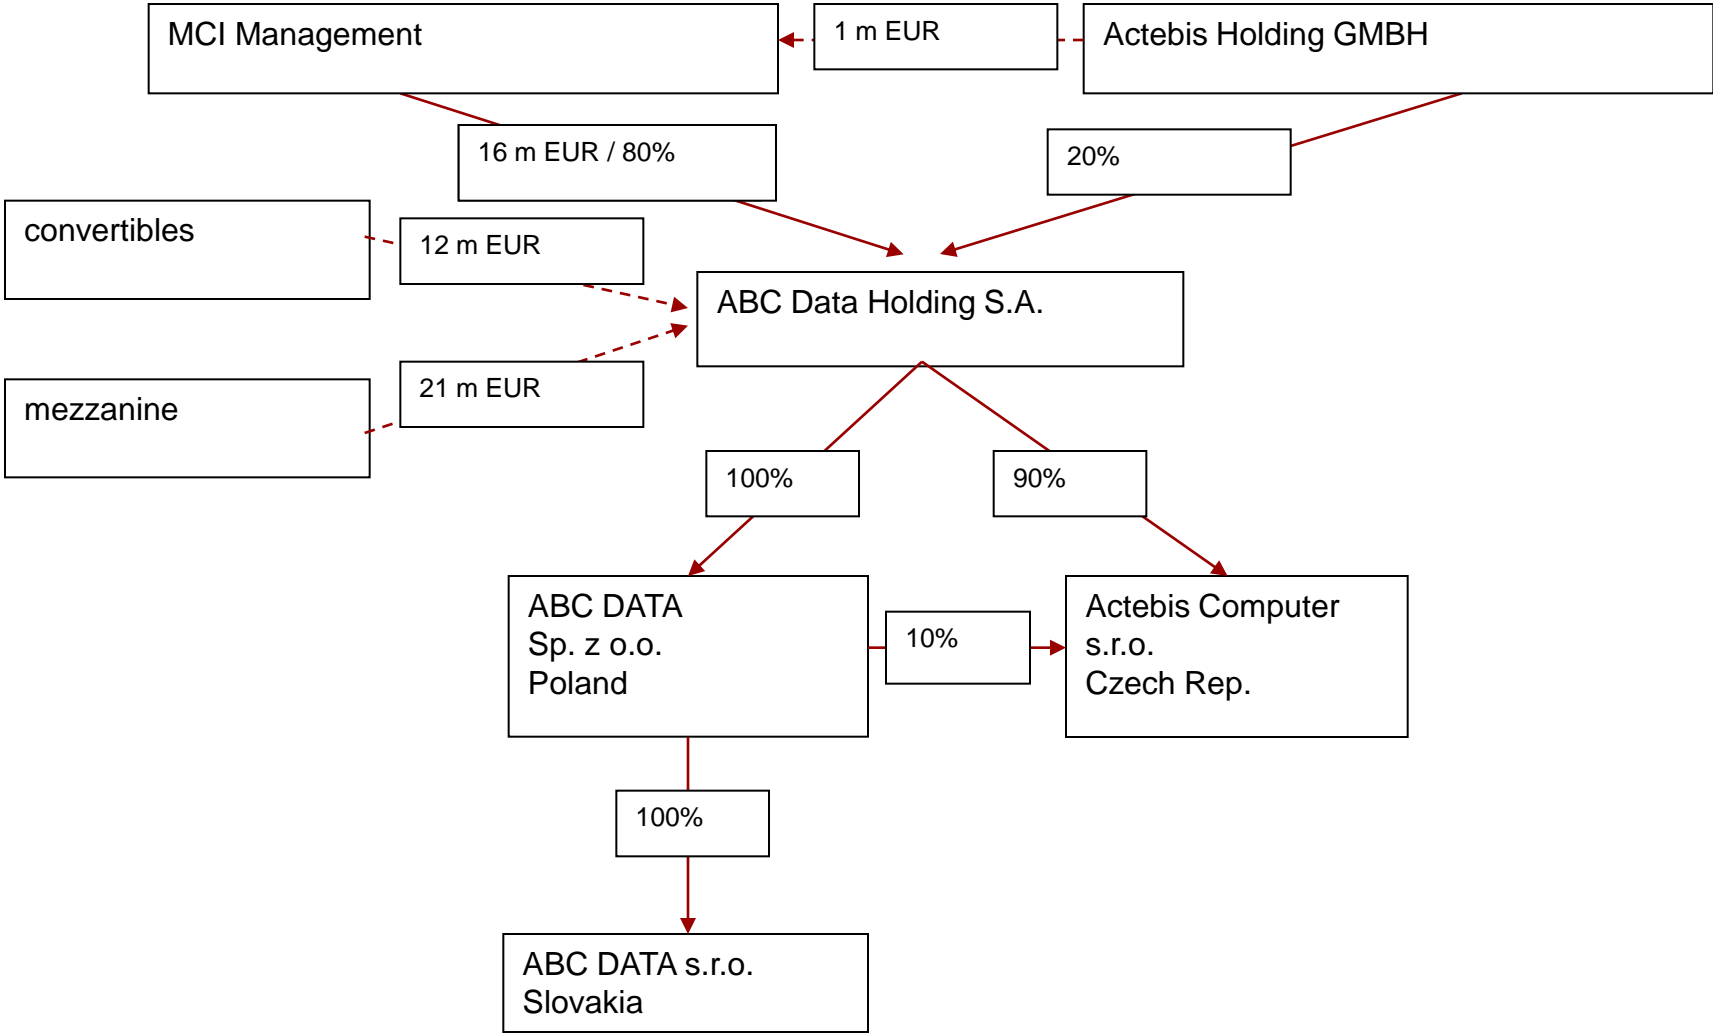 MCI Management
1 m EUR
Actebis Holding GMBH
16 m EUR / 80%
20%
convertibles
12 m EUR
ABC Data Holding S.A.
mezzanine
21 m EUR
100%
90%
ABC DATA
Sp. z o.o.
Poland
10%
Actebis Computer
s.r.o.
Czech Rep.
100%
ABC DATA s.r.o.
Slovakia